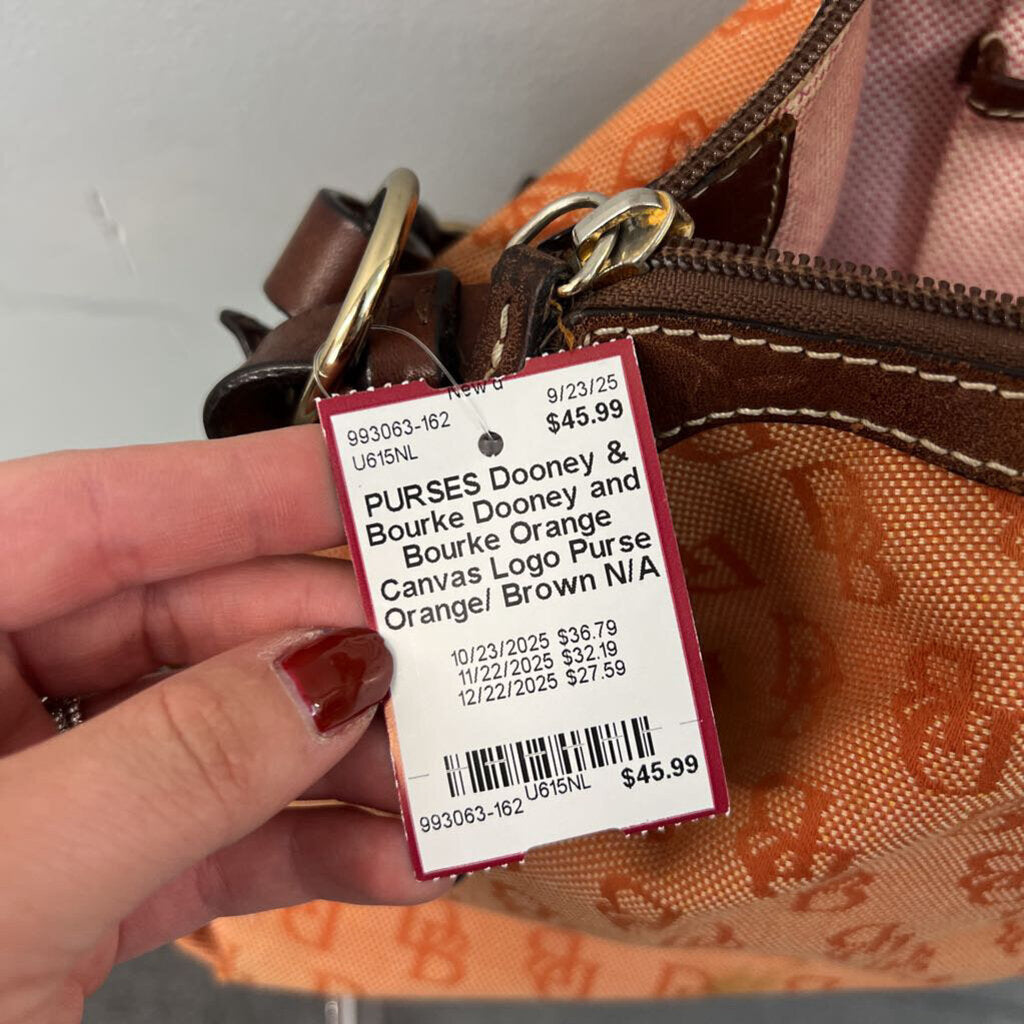 9/23/25
993063-162
$45.99
U615NL
PURSES Dooney &
Bourke Dooney and
Bourke Orange
Canvas Logo Purse
Orange/ Brown N/A
10/23/2025 $36.79
11/22/2025 $32.19
12/22/2025 $27.59
U615NL
$45.99
993063-162